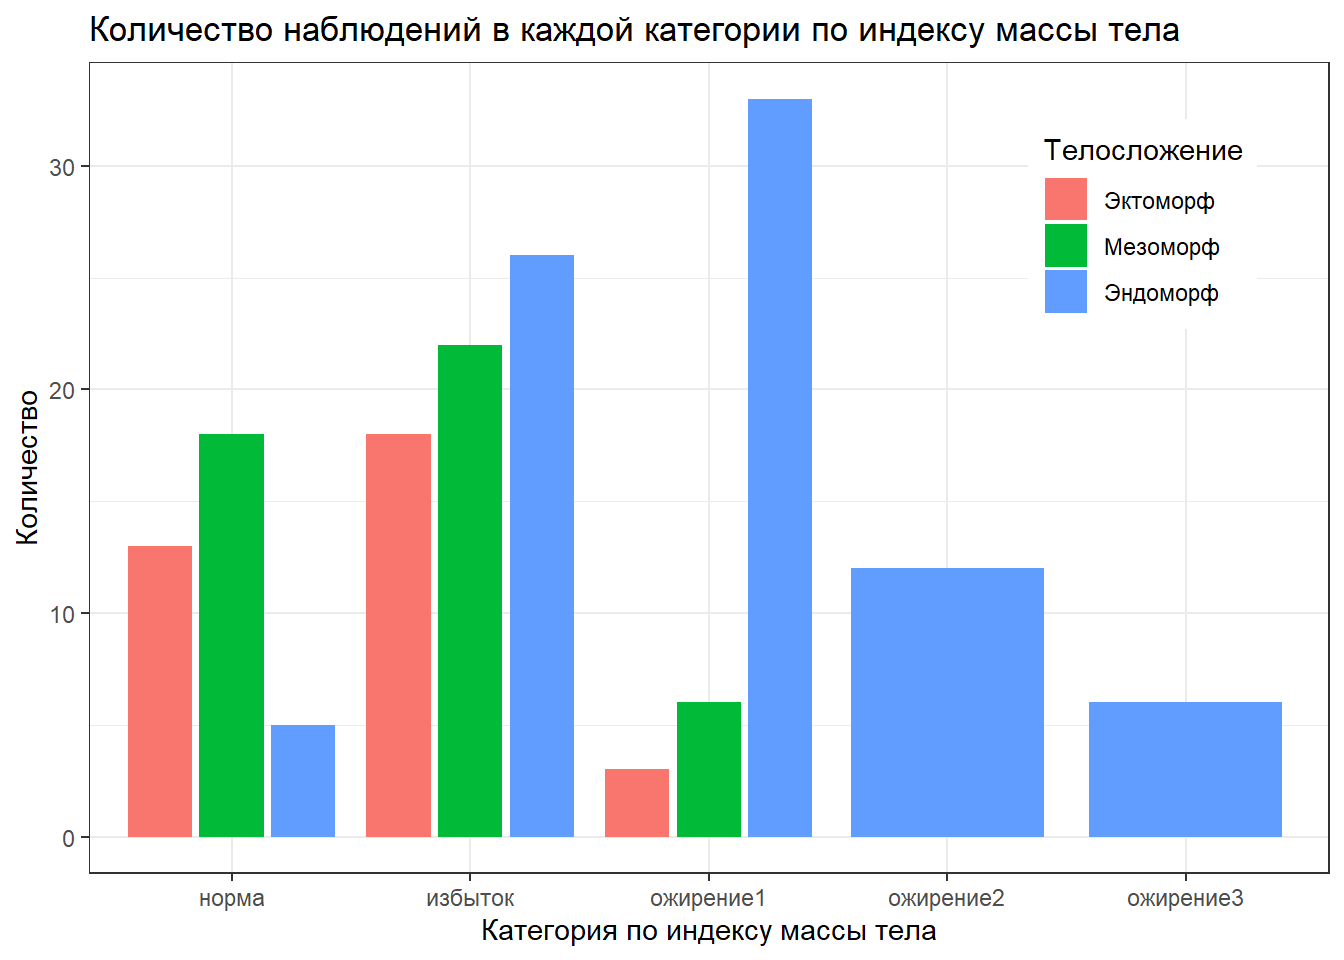 Количество наблюдений в каждой категории по индексу массы тела
Количество
30
20
10
0
Телосложение
Эктоморф
Мезоморф
Эндоморф
норма
избыток
ожирение1
ожирение2
ожирение3
Категория по индексу массы тела